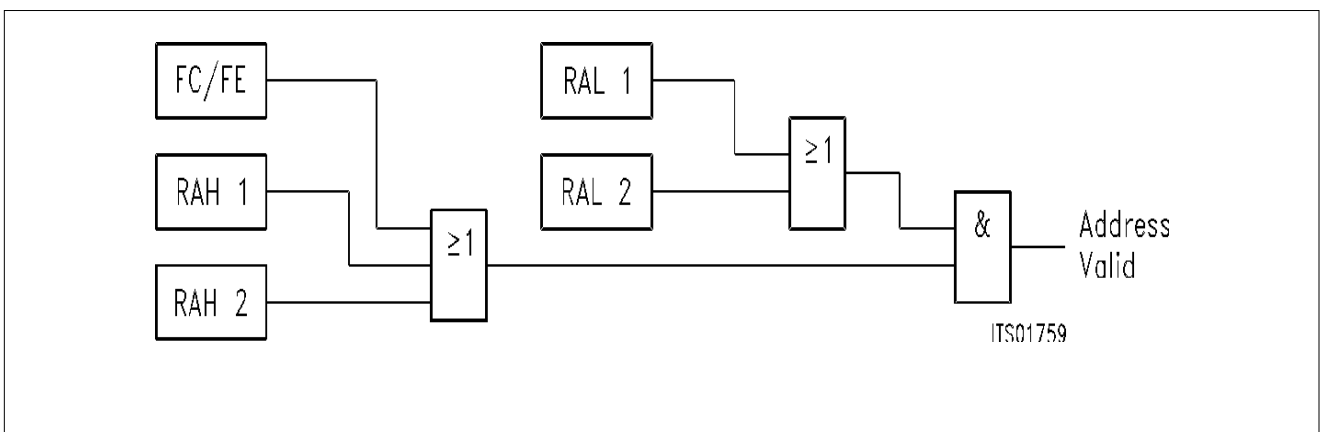 FC/FE
RAL 1
≥1
RAH 1
RAL 2
&
Address
Valid
≥1
RAH 2
ITS01759